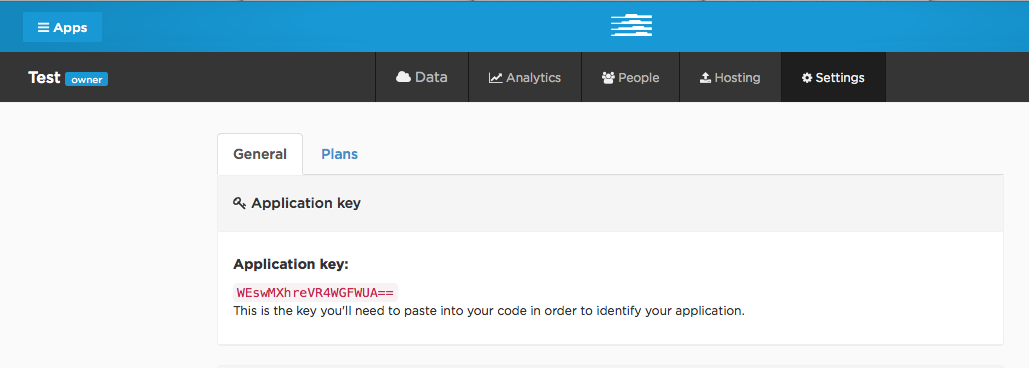 Apps
Test owner Data Analytics People Hosting Settings
General Plans
Application key
Application key:
WEswMXhreVR4WGFWUA==
This is the key you'll need to paste into your code in order to identify your application.